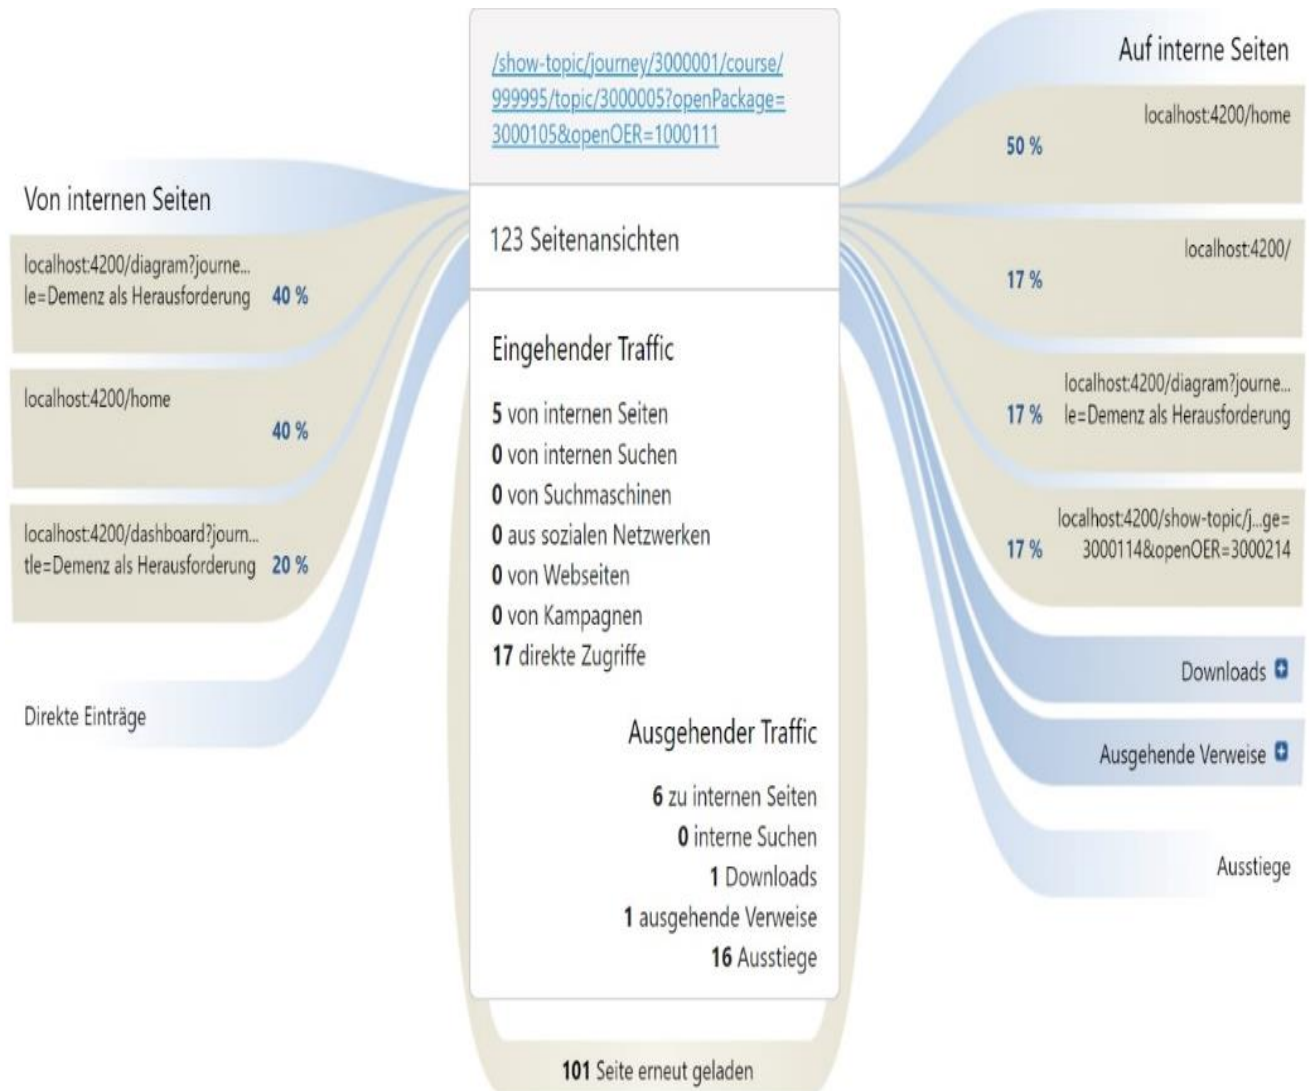 /show-topic/journey/3000001/course/
999995/topic/3000005?openPackage=
3000105&openOER=1000111
123 Seitenansichten
Eingehender Traffic
5 von internen Seiten
0 von internen Suchen
0 von Suchmaschinen
0 aus sozialen Netzwerken
0 von Webseiten
0 von Kampagnen
17 direkte Zugriffe
Ausgehender Traffic
6 zu internen Seiten
0 interne Suchen
1 Downloads
1 ausgehende Verweise
16 Ausstiege
101 Seite erneut geladen
Von internen Seiten
localhost:4200/diagram?journe...
le=Demenz als Herausforderung 40 %
localhost:4200/home
40 %
localhost:4200/dashboard?journ...
tle=Demenz als Herausforderung 20 %
Direkte Einträge
Auf interne Seiten
localhost:4200/home
50 %
localhost:4200/
17 %
localhost:4200/diagram?journe...
17 % le=Demenz als Herausforderung
localhost:4200/show-topic/j...ge=
17 % 3000114&openOER=3000214
Downloads
Ausgehende Verweise
Ausstiege